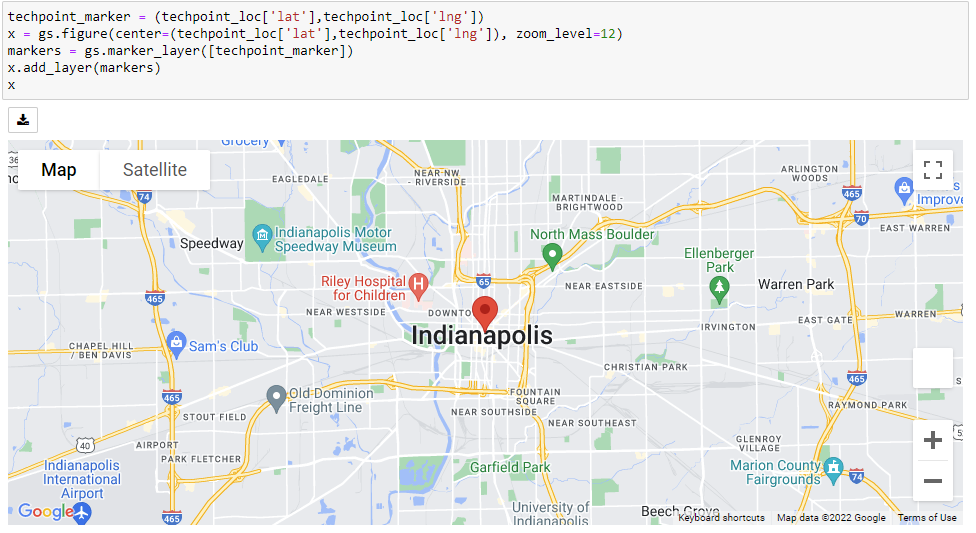 techpoint_marker = (techpoint_loc['lat'],techpoint_loc['lng'])
x = gs.figure(center=(techpoint_loc['lat'],techpoint_loc['lng']), zoom_level=12)
markers = gs.marker_layer([techpoint_marker])
x.add_layer(markers)
x
Grocery
Map
Satellite
36
ARLINGTON
WOODS
NEAR NW
- RIVERSIDE
EAGLEDALE
465
74
MARTINDALE -
BRIGHTWOOD
S
Improve
70
EAST WARREN
Indianapolis Motor
Speedway Museum
Speedway
North Mass Boulder
Ellenberger
Park
Riley Hospital
for Children
H
65
NEAR EASTSIDE
Warren Park
465
NEAR WESTSIDE
DOWNTO
WARREN
EAST GATE
IRVINGTON
Indianapolis
CHAPEL HILL
/ BEN DAVIS
Sam's Club
CHRISTIAN PARK
465
465
Old Dominion
Freight Line
FOUNTAIN
SQUARE
RAYMOND PARK
NEAR SOUTHSIDE
STOUT FIELD
NEAR SOUTHEAST
40
AIRPORT
GLENROY
VILLAGE
PARK FLETCHER
Indianapolis
International
Airport
Garfield Park
Marion County
Fairgrounds
74
University of
Indianapolis
Beech Grove
Google
465
Keyboard shortcuts
Map data ©2022 Google
Terms of Use